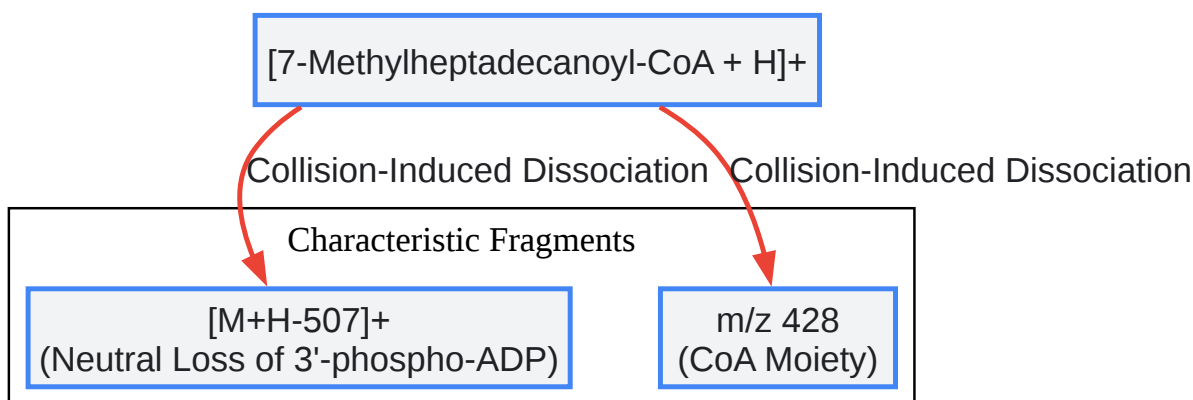 [7-Methylheptadecanoyl-CoA + H]+
Collision-Induced Dissociation
Collision-Induced Dissociation
Characteristic Fragments
[M+H-507]+
(Neutral Loss of 3'-phospho-ADP)
m/z 428
(CoA Moiety)